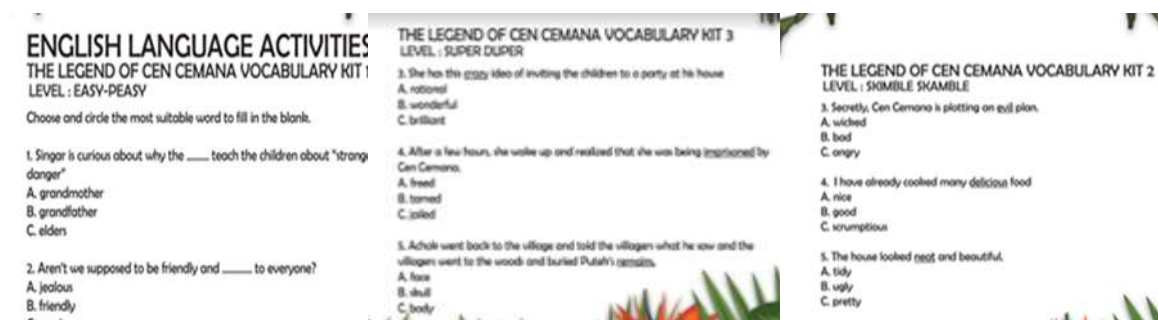 ENGLISH LANGUAGE ACTIVITIES
THE LEGEND OF CEN CEMANA VOCABULARY KIT 1
LEVEL : EASY-PEASY
Choose and circle the most suitable word to fill in the blank.
1. Singar is curious about why the ____ teach the children about "strange
danger"
A. grandmother
B. grandfather
C. elders
2. Aren't we supposed to be friendly and ____ to everyone?
A. jealous
B. friendly
THE LEGEND OF CEN CEMANA VOCABULARY KIT 3
LEVEL : SUPER DUPER
3. She has this crazy idea of inviting the children to a party at his house
A. rational
B. wonderful
C. brilliant
4. After a few hours, she woke up and realized that she was being imprisoned by
Cen Cemana.
A. freed
B. tamed
C. jailed
5. Achok went back to the village and told the villagers what he saw and the
villagers went to the woods and buried Putah's remains.
A. face
B. skull
C. body
THE LEGEND OF CEN CEMANA VOCABULARY KIT 2
LEVEL : SKIMBLE SKAMBLE
3. Secretly, Cen Cemana is plotting an evil plan.
A. wicked
B. bad
C. angry
4. I have already cooked many delicious food
A. nice
B. good
C. scrumptious
5. The house looked neat and beautiful.
A. tidy
B. ugly
C. pretty